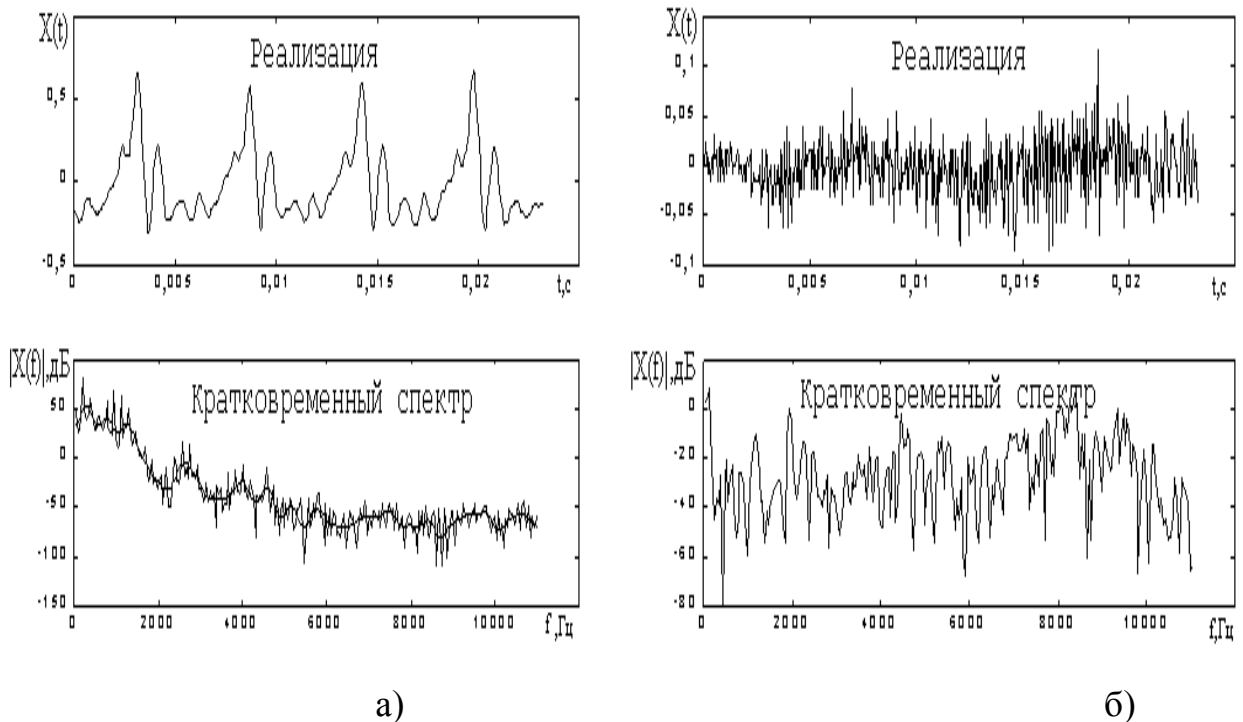 X(t)
Реализация
0,5
0
-0,5
0 0,005 0,01 0,015 0,02
t,c
X(t)
Реализация
0,1
0,05
0
-0,05
-0,1
0 0,005 0,01 0,015 0,02
t,c
|X(f)|,дБ
Кратковременный спектр
50
0
-50
-100
-150
0 2000 4000 6000 8000 10000
f,Гц
|X(f)|,дБ
Кратковременный спектр
0
-20
-40
-60
-80
0 2000 4000 6000 8000 10000
f,Гц
а)
б)